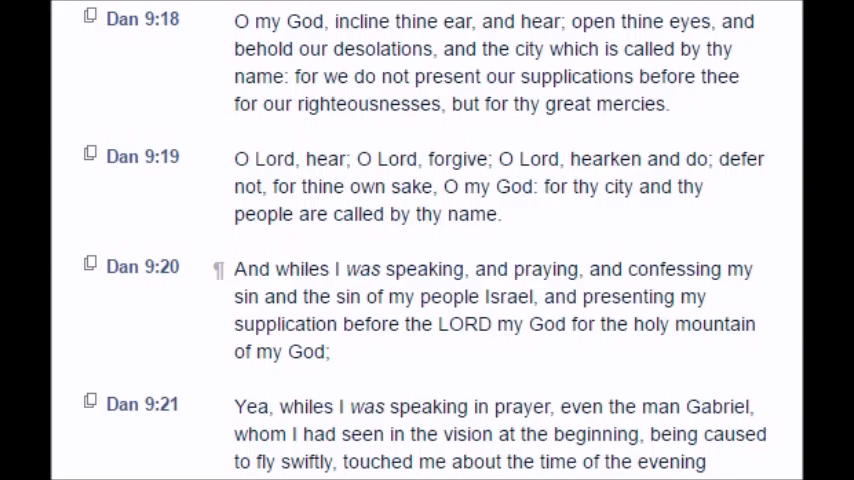 Dan 9:18 O my God, incline thine ear, and hear; open thine eyes, and
behold our desolations, and the city which is called by thy
name: for we do not present our supplications before thee
for our righteousnesses, but for thy great mercies.
Dan 9:19 O Lord, hear; O Lord, forgive; O Lord, hearken and do; defer
not, for thine own sake, O my God: for thy city and thy
people are called by thy name.
Dan 9:20 ¶ And whiles I was speaking, and praying, and confessing my
sin and the sin of my people Israel, and presenting my
supplication before the LORD my God for the holy mountain
of my God;
Dan 9:21 Yea, whiles I was speaking in prayer, even the man Gabriel,
whom I had seen in the vision at the beginning, being caused
to fly swiftly, touched me about the time of the evening